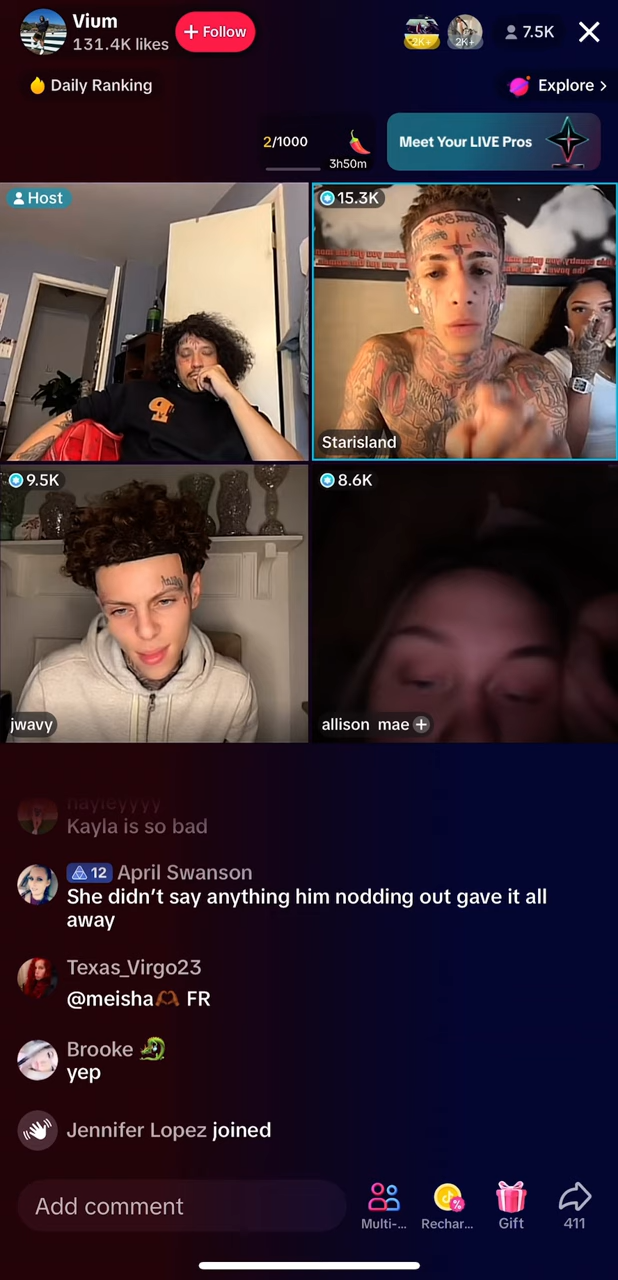 Vium
131.4K likes
+ Follow
2K+
2K+
7.5K
Daily Ranking
Explore >
2/1000
3h50m
Meet Your LIVE Pros
Host
15.3K
Starisland
9.5K
8.6K
jwavy
allison mae +
hayleyyyy
Kayla is so bad
12 April Swanson
She didn’t say anything him nodding out gave it all
away
Texas_Virgo23
@meisha🫶🏾 FR
Brooke 🐉
yep
Jennifer Lopez joined
Add comment
Multi-...
Rechar...
Gift
411